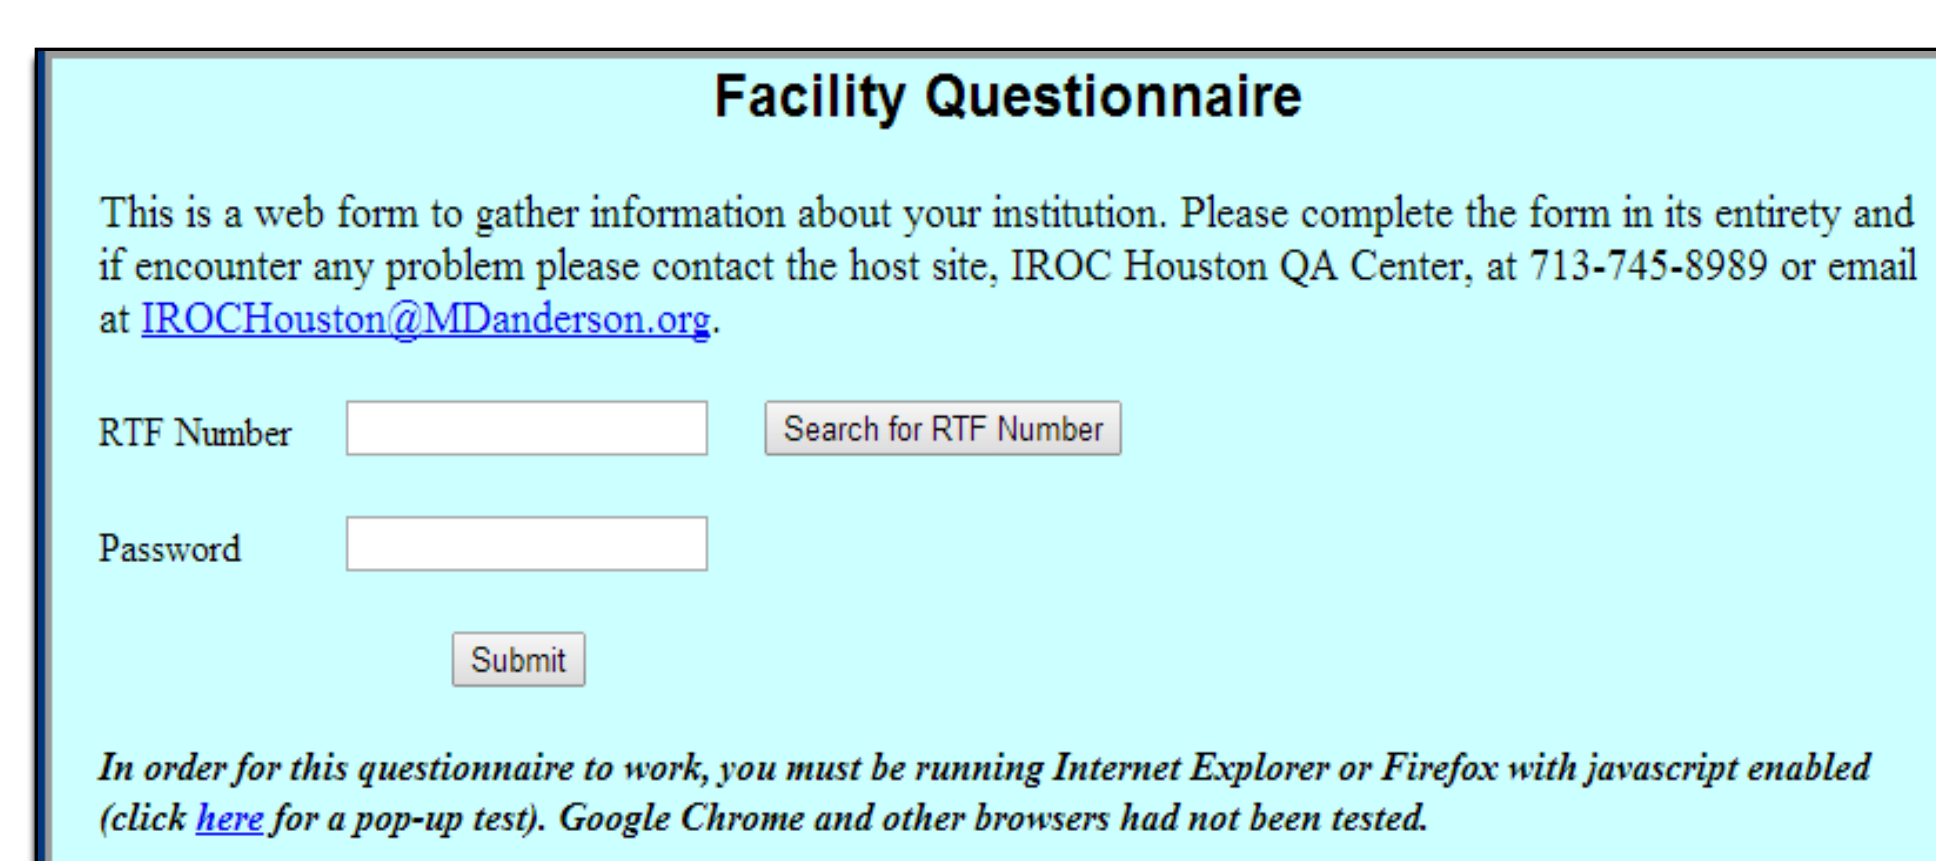 Facility Questionnaire
This is a web form to gather information about your institution. Please complete the form in its entirety and
if encounter any problem please contact the host site, IROC Houston QA Center, at 713-745-8989 or email
at IROCHouston@MDanderson.org.
RTF Number Search for RTF Number
Password
Submit
In order for this questionnaire to work, you must be running Internet Explorer or Firefox with javascript enabled
(click here for a pop-up test). Google Chrome and other browsers had not been tested.